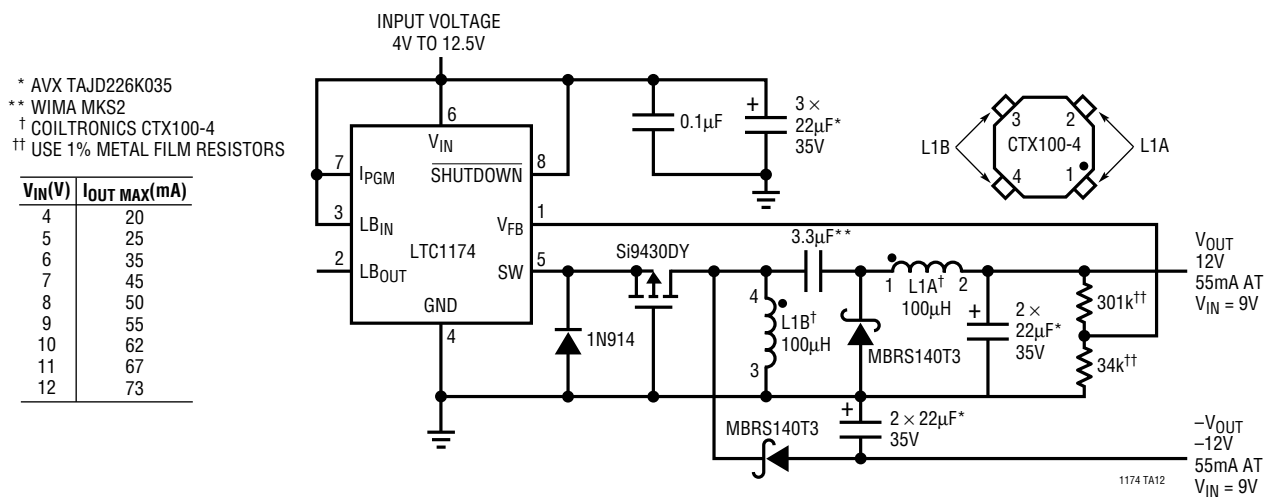 INPUT VOLTAGE
4V TO 12.5V
* AVX TAJD226K035
** WIMA MKS2
† COILTRONICS CTX100-4
†† USE 1% METAL FILM RESISTORS
VIN(V) IOUT MAX(mA)
4 20
5 25
6 35
7 45
8 50
9 55
10 62
11 67
12 73
6
VIN
7 IPGM
SHUTDOWN 8
3 LBIN
VFB 1
LTC1174
2 LBOUT
SW 5
GND
4
0.1µF
+
3 ×
22µF*
35V
3 2
CTX100-4
4 1
L1B
L1A
Si9430DY
1N914
3.3µF**
4
L1B†
100µH
3
1 L1A† 2
100µH
MBRS140T3
+
2 ×
22µF*
35V
301k††
34k††
VOUT
12V
55mA AT
VIN = 9V
MBRS140T3
+
2 × 22µF*
35V
–VOUT
–12V
55mA AT
VIN = 9V
1174 TA12